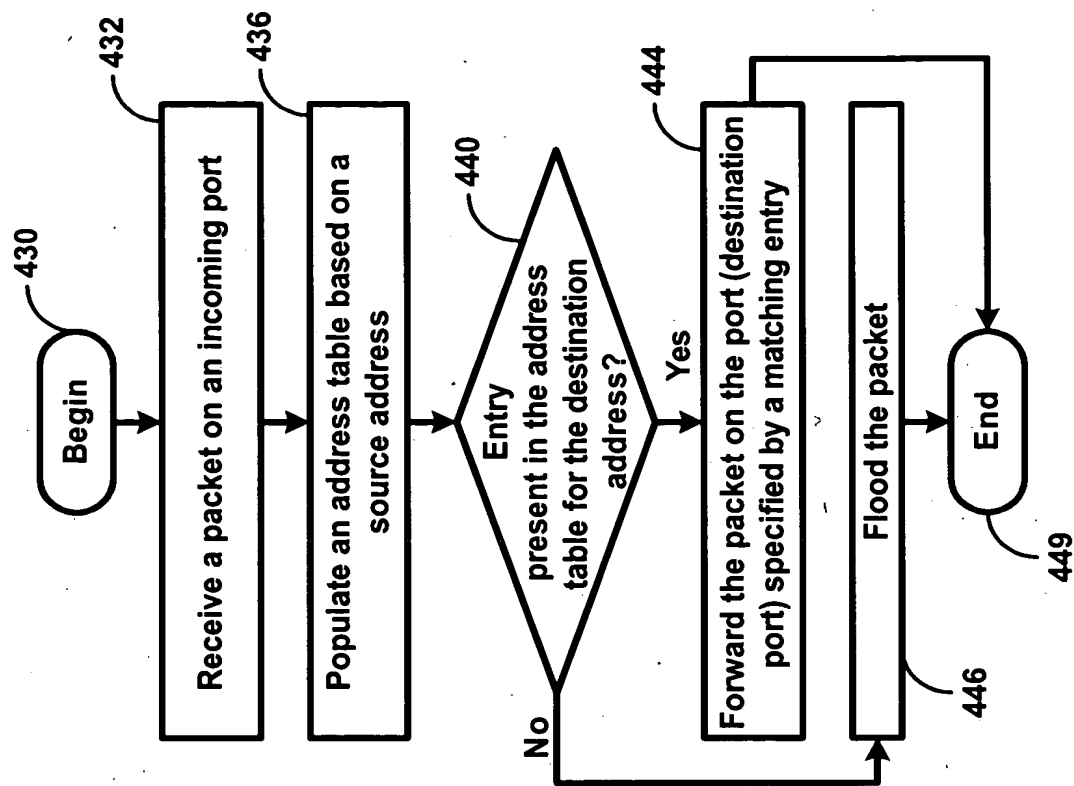 430
Begin
432
Receive a packet on an incoming port
436
Populate an address table based on a
source address
440
Entry
present in the address
table for the destination
address?
Yes
No
444
Forward the packet on the port (destination
port) specified by a matching entry
446
Flood the packet
End
449